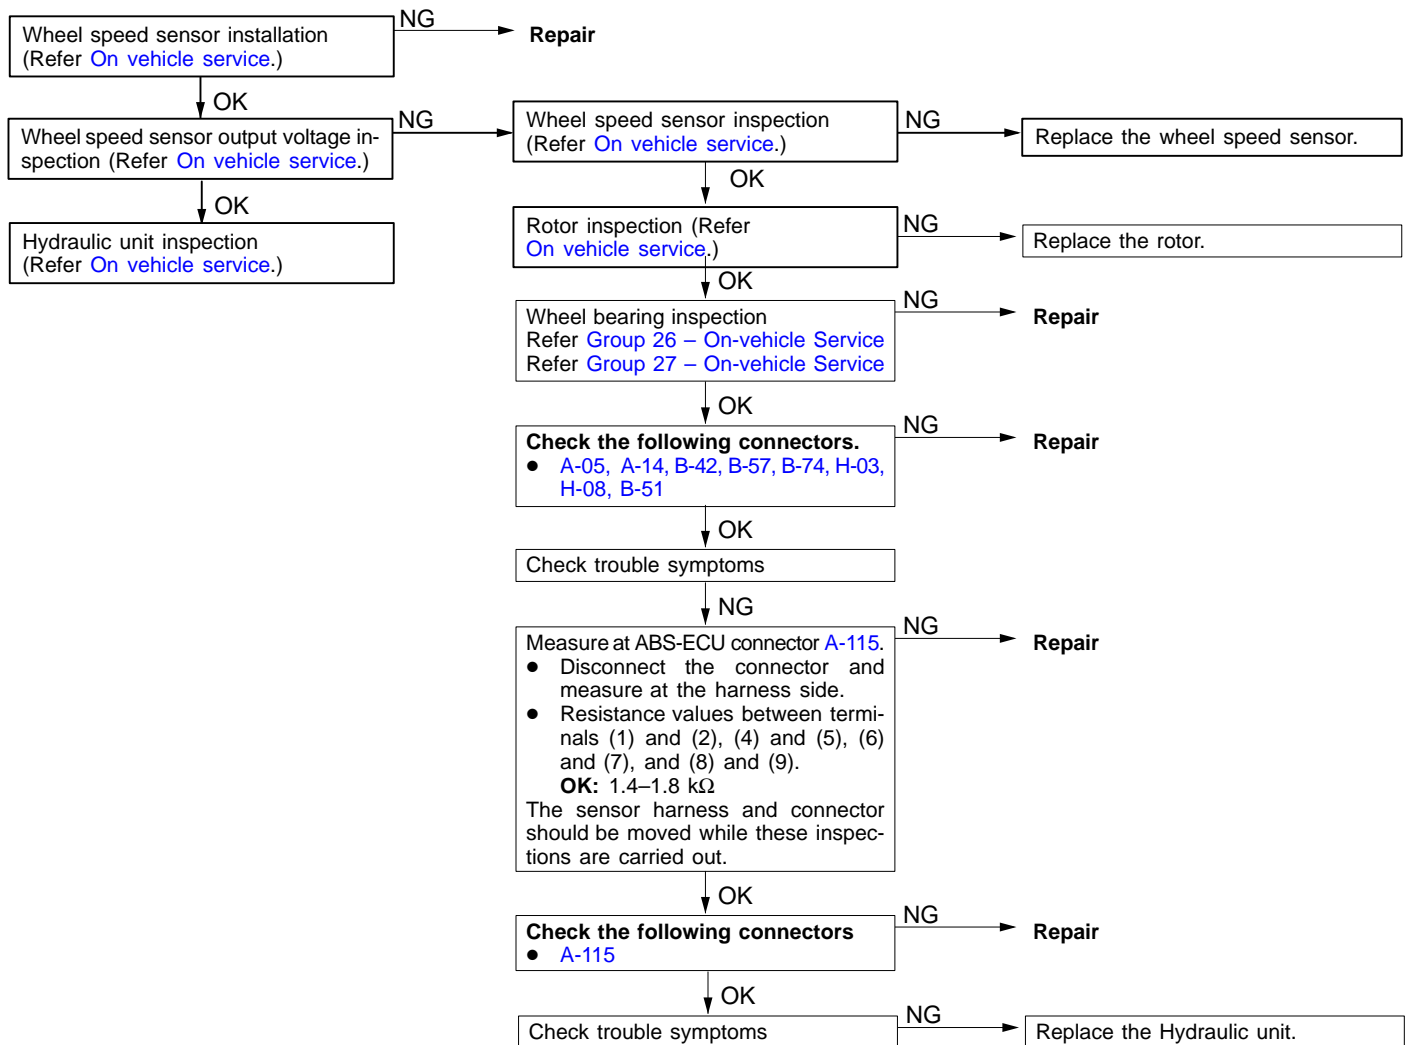 Wheel speed sensor installation
(Refer On vehicle service.)
NG
Repair
OK
Wheel speed sensor output voltage in-
spection (Refer On vehicle service.)
NG
Wheel speed sensor inspection
(Refer On vehicle service.)
NG
Replace the wheel speed sensor.
OK
OK
Hydraulic unit inspection
(Refer On vehicle service.)
Rotor inspection (Refer
On vehicle service.)
NG
Replace the rotor.
OK
Wheel bearing inspection
Refer Group 26 – On-vehicle Service
Refer Group 27 – On-vehicle Service
NG
Repair
OK
Check the following connectors.
● A-05, A-14, B-42, B-57, B-74, H-03,
H-08, B-51
NG
Repair
OK
Check trouble symptoms
NG
Measure at ABS-ECU connector A-115.
● Disconnect the connector and
measure at the harness side.
● Resistance values between termi-
nals (1) and (2), (4) and (5), (6)
and (7), and (8) and (9).
OK: 1.4–1.8 kΩ
The sensor harness and connector
should be moved while these inspec-
tions are carried out.
NG
Repair
OK
Check the following connectors
● A-115
NG
Repair
OK
Check trouble symptoms
NG
Replace the Hydraulic unit.